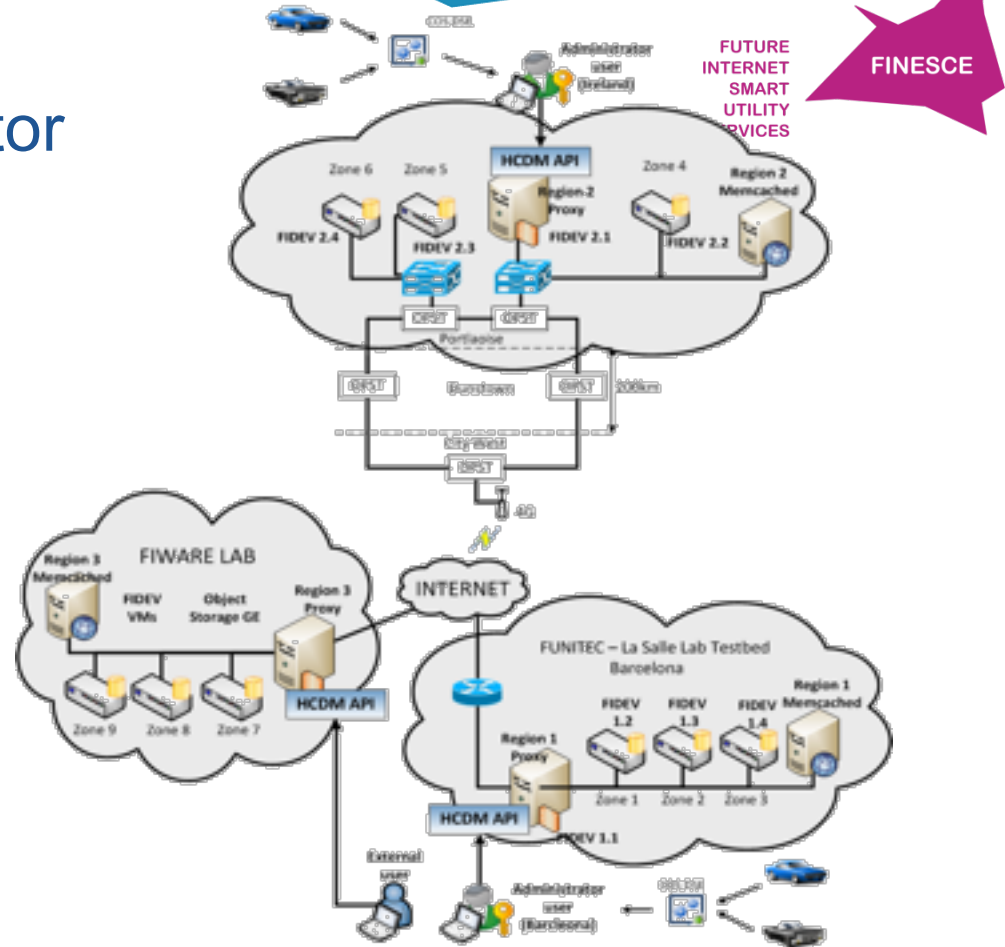 tor
FUTURE
INTERNET
SMART
UTILITY
RVICES
FINESCE
Administrator
user
(Ireland)
HCDM API
Zone 6
Zone 5
Zone 4
Region 2
Memcached
Region 2
Proxy
FIDEV 2.4
FIDEV 2.3
FIDEV 2.1
FIDEV 2.2
Portlaoise
200km
City West
4G
FIWARE LAB
Region 3
Memcached
FIDEV
VMs
Object
Storage GE
Region 3
Proxy
HCDM API
Zone 9
Zone 8
Zone 7
INTERNET
FUNITEC – La Salle Lab Testbed
Barcelona
FIDEV
1.2
FIDEV
1.3
FIDEV
1.4
Region 1
Memcached
Region 1
Proxy
Zone 1
Zone 2
Zone 3
HCDM API
DEV 1.1
External
user
Administrator
user